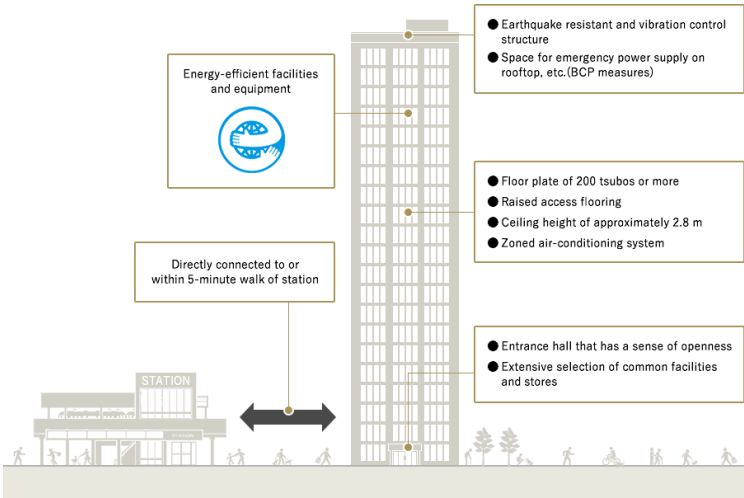 ● Earthquake resistant and vibration control
structure
● Space for emergency power supply on
rooftop, etc.(BCP measures)
Energy-efficient facilities
and equipment
● Floor plate of 200 tsubos or more
● Raised access flooring
● Ceiling height of approximately 2.8 m
● Zoned air-conditioning system
Directly connected to or
within 5-minute walk of station
● Entrance hall that has a sense of openness
● Extensive selection of common facilities
and stores
STATION
STATION